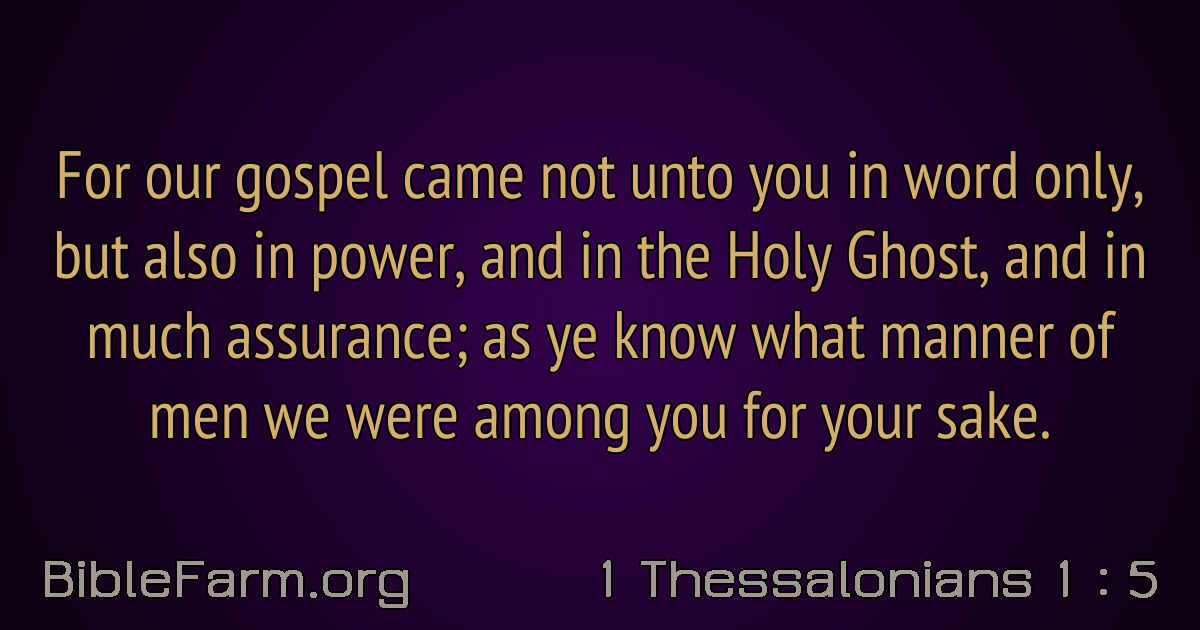 For our gospel came not unto you in word only,
but also in power, and in the Holy Ghost, and in
much assurance; as ye know what manner of
men we were among you for your sake.
BibleFarm.org
1 Thessalonians 1 : 5